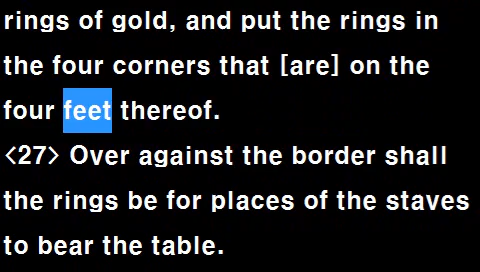 rings of gold, and put the rings in
the four corners that [are] on the
four feet thereof.
<27> Over against the border shall
the rings be for places of the staves
to bear the table.